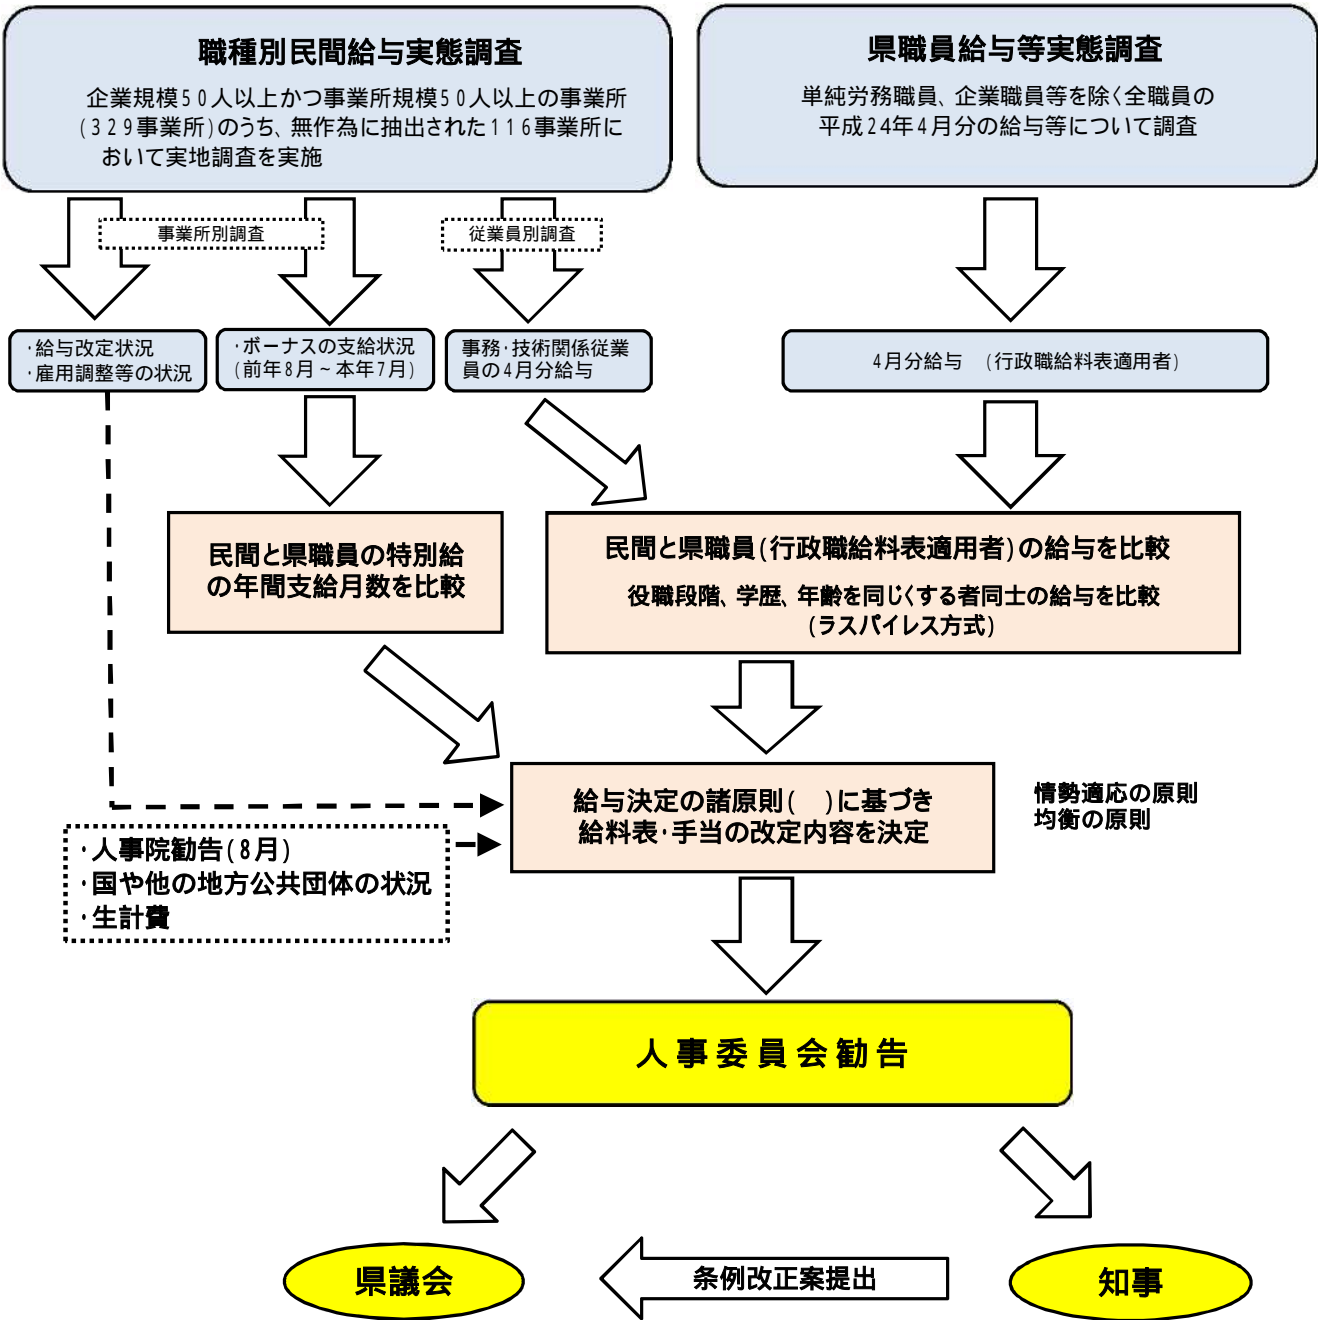 職種別民間給与実態調査
企業規模50人以上かつ事業所規模50人以上の事業所
(329事業所)のうち、無作為に抽出された116事業所に
おいて実地調査を実施
県職員給与等実態調査
単純労務職員、企業職員等を除く全職員の
平成24年4月分の給与等について調査
事業所別調査
従業員別調査
・給与改定状況
・雇用調整等の状況
・ボーナスの支給状況
(前年8月～本年7月)
事務・技術関係従業
員の4月分給与
4月分給与 (行政職給料表適用者)
民間と県職員の特別給
の年間支給月数を比較
民間と県職員(行政職給料表適用者)の給与を比較
役職段階、学歴、年齢を同じくする者同士の給与を比較
(ラスパイレス方式)
給与決定の諸原則( )に基づき
給料表・手当の改定内容を決定
情勢適応の原則
均衡の原則
・人事院勧告(8月)
・国や他の地方公共団体の状況
・生計費
人事委員会勧告
県議会
条例改正案提出
知事